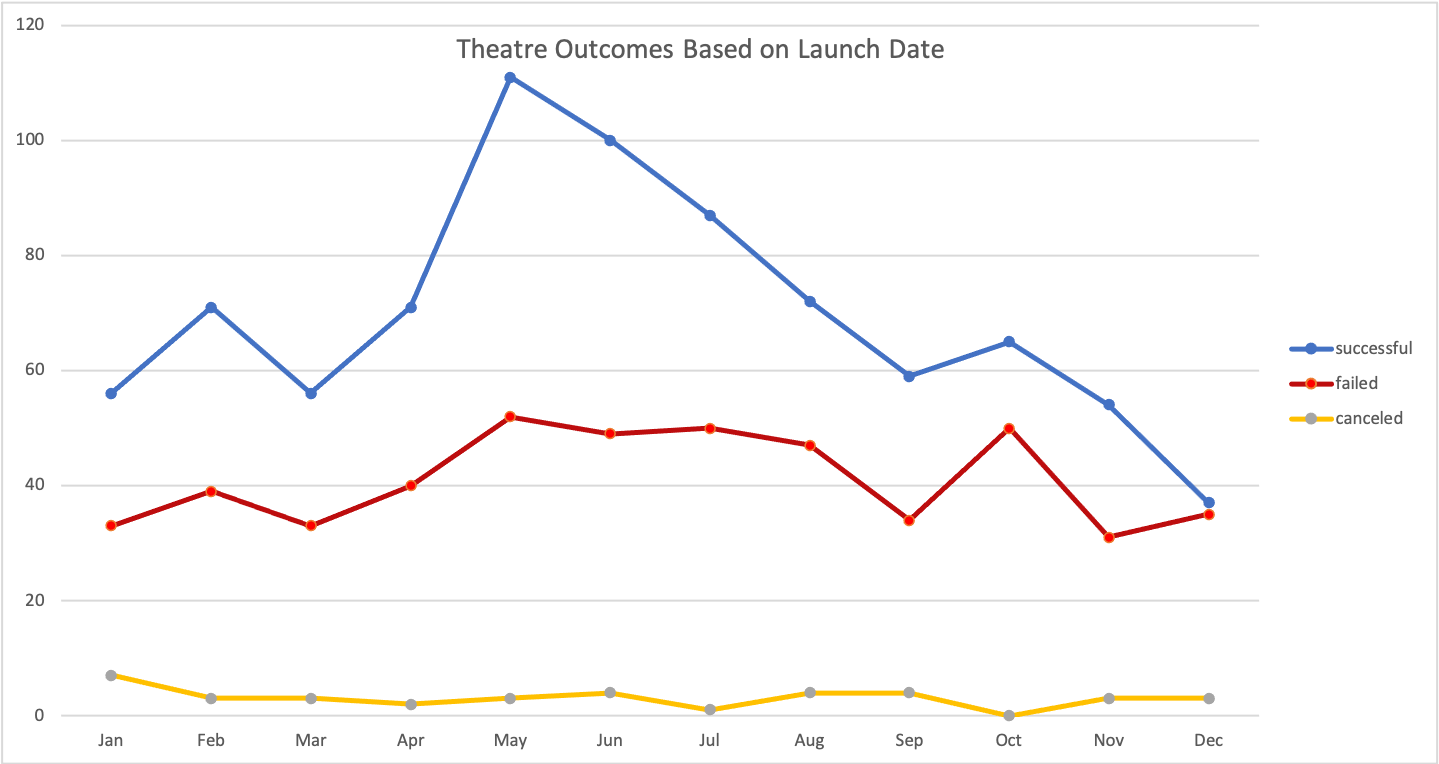 Theatre Outcomes Based on Launch Date
120
100
80
60
40
20
0
Jan Feb Mar Apr May Jun Jul Aug Sep Oct Nov Dec
successful
failed
canceled